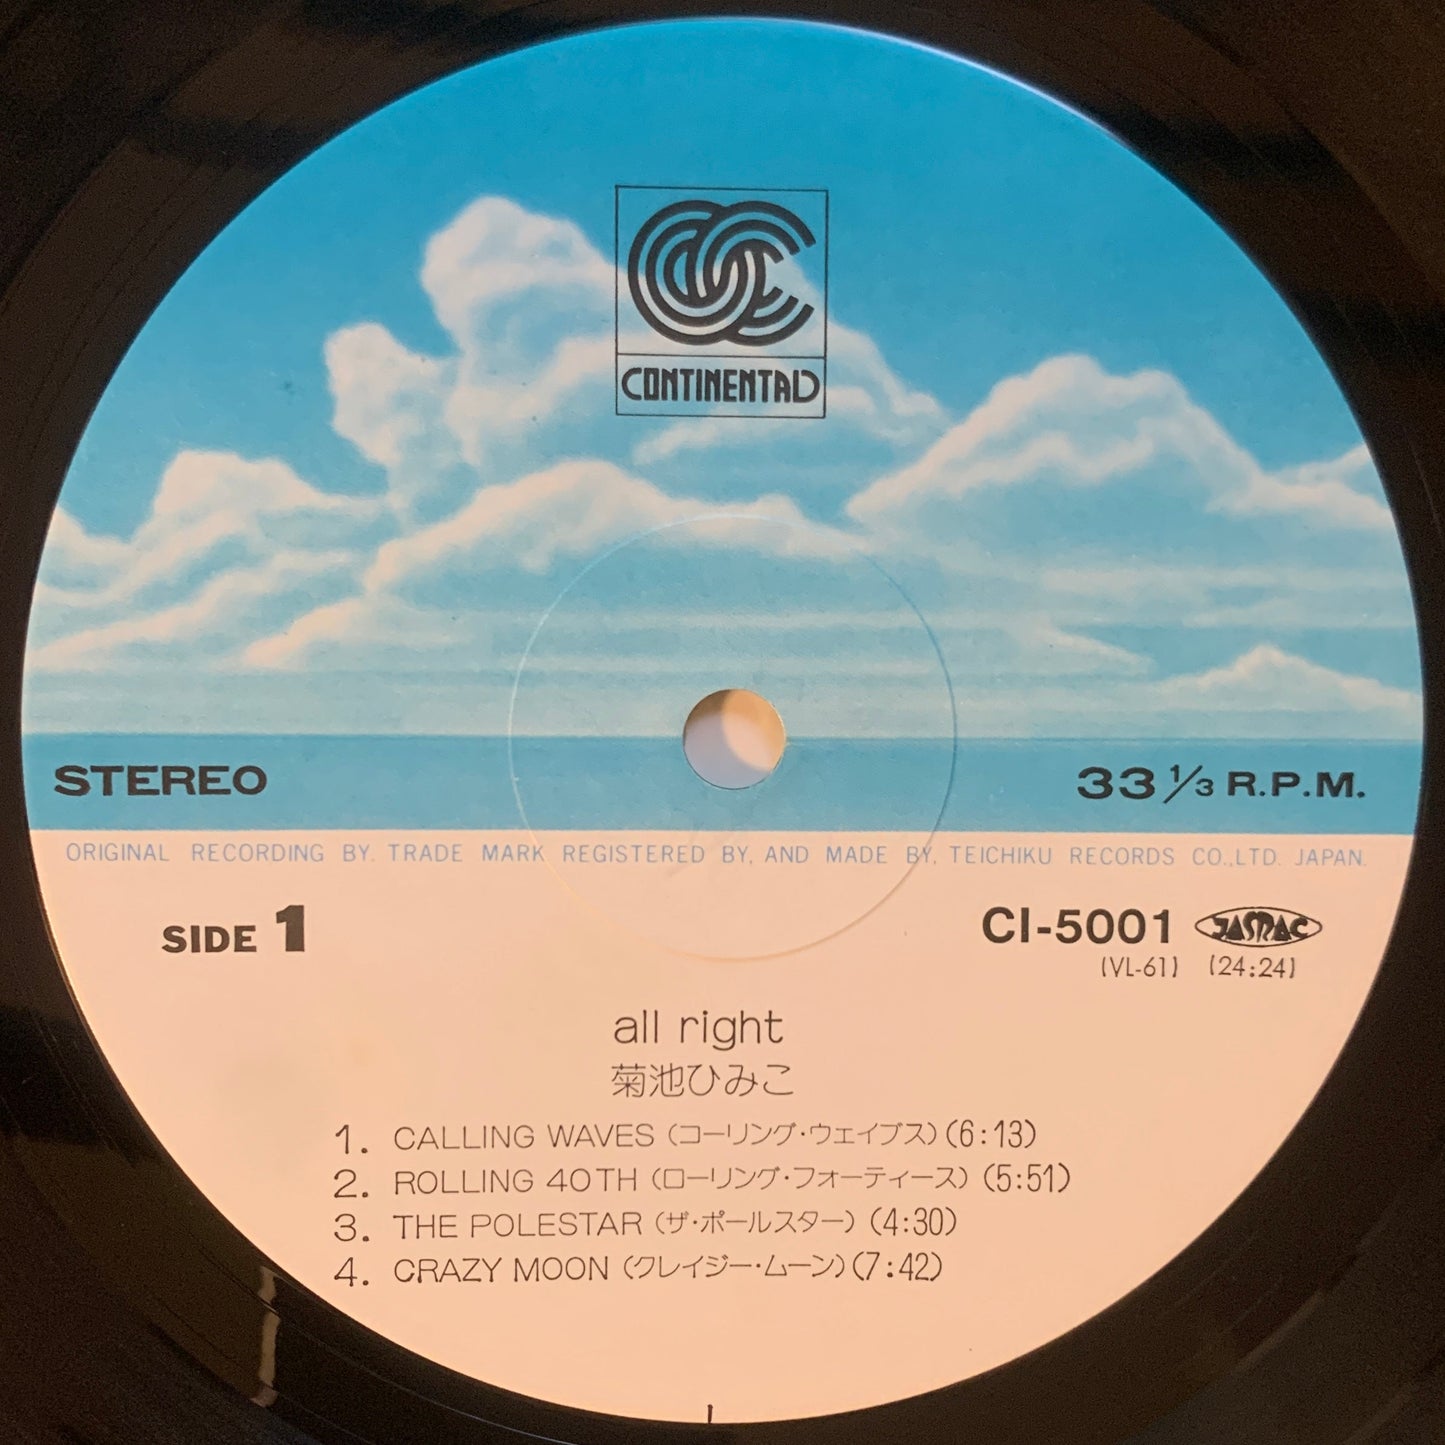 CONTINENTAL
STEREO
33 1/3 R.P.M.
ORIGINAL RECORDING BY. TRADE MARK REGISTERED BY, AND MADE BY, TEICHIKU RECORDS CO.,LTD. JAPAN.
SIDE 1
CI-5001 JASRAC
(VL-61) (24:24)
all right
菊池ひみこ
1. CALLING WAVES (コーリング・ウェイブス) (6:13)
2. ROLLING 40TH (ローリング・フォーティース) (5:51)
3. THE POLESTAR (ザ・ポールスター) (4:30)
4. CRAZY MOON (クレイジー・ムーン) (7:42)